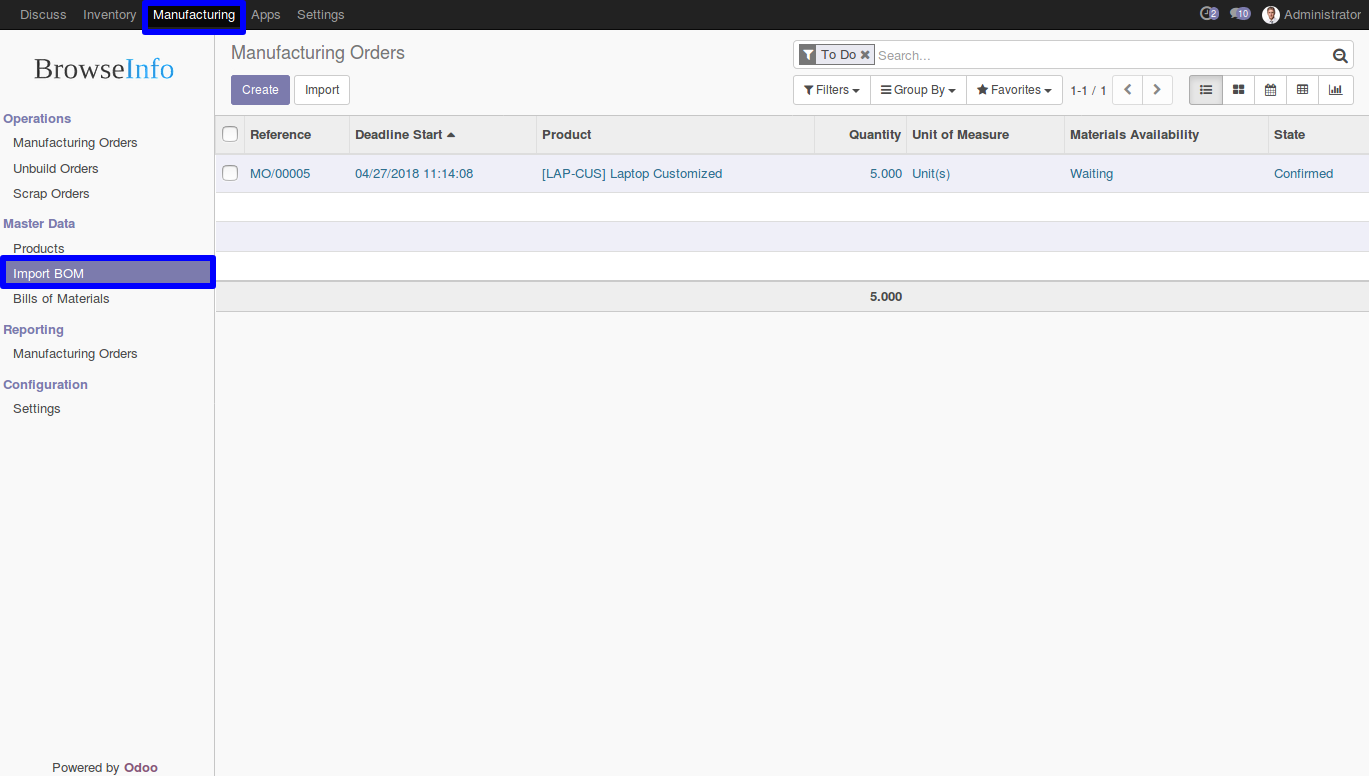 Discuss Inventory Manufacturing Apps Settings 2 10 Administrator
BrowseInfo
Operations
Manufacturing Orders
Unbuild Orders
Scrap Orders
Master Data
Products
Import BOM
Bills of Materials
Reporting
Manufacturing Orders
Configuration
Settings
Powered by Odoo
Manufacturing Orders
To Do Search...
Create Import
Filters Group By Favorites 1-1 / 1
Reference Deadline Start Product Quantity Unit of Measure Materials Availability State
MO/00005 04/27/2018 11:14:08 [LAP-CUS] Laptop Customized 5.000 Unit(s) Waiting Confirmed
5.000